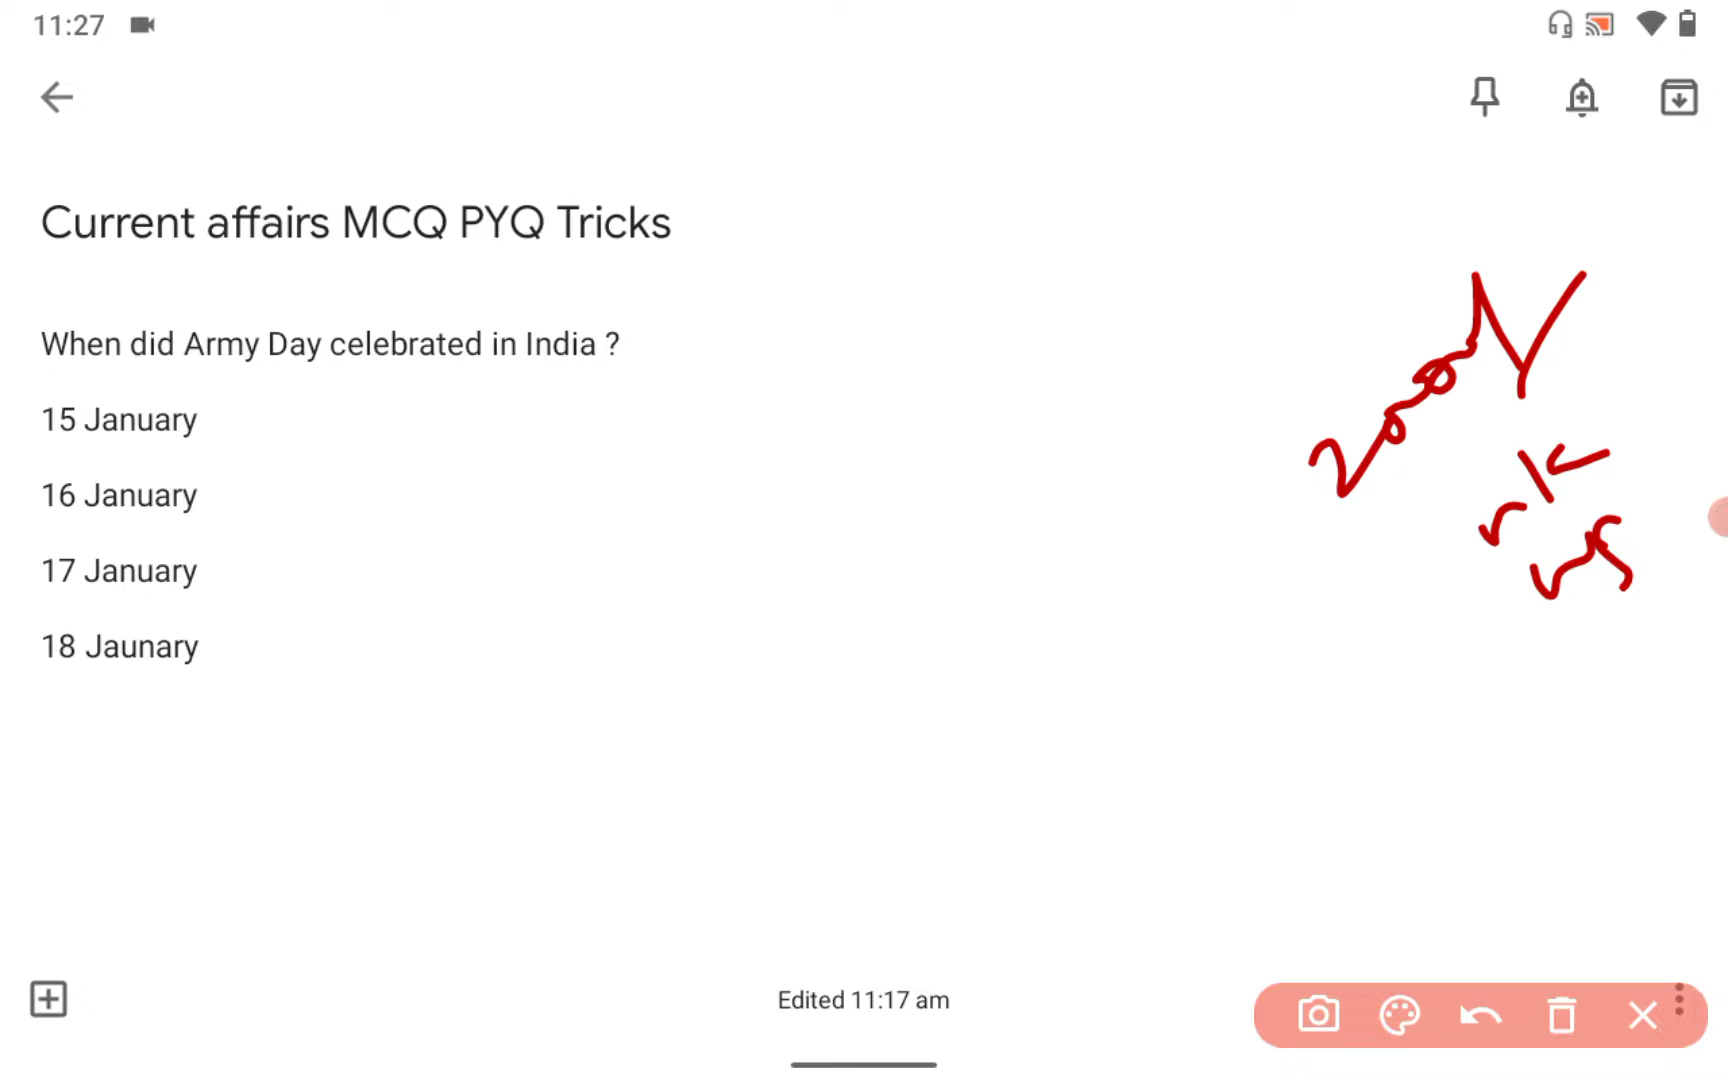 11:27
Current affairs MCQ PYQ Tricks
When did Army Day celebrated in India ?
15 January
16 January
17 January
18 Jaunary
Edited 11:17 am